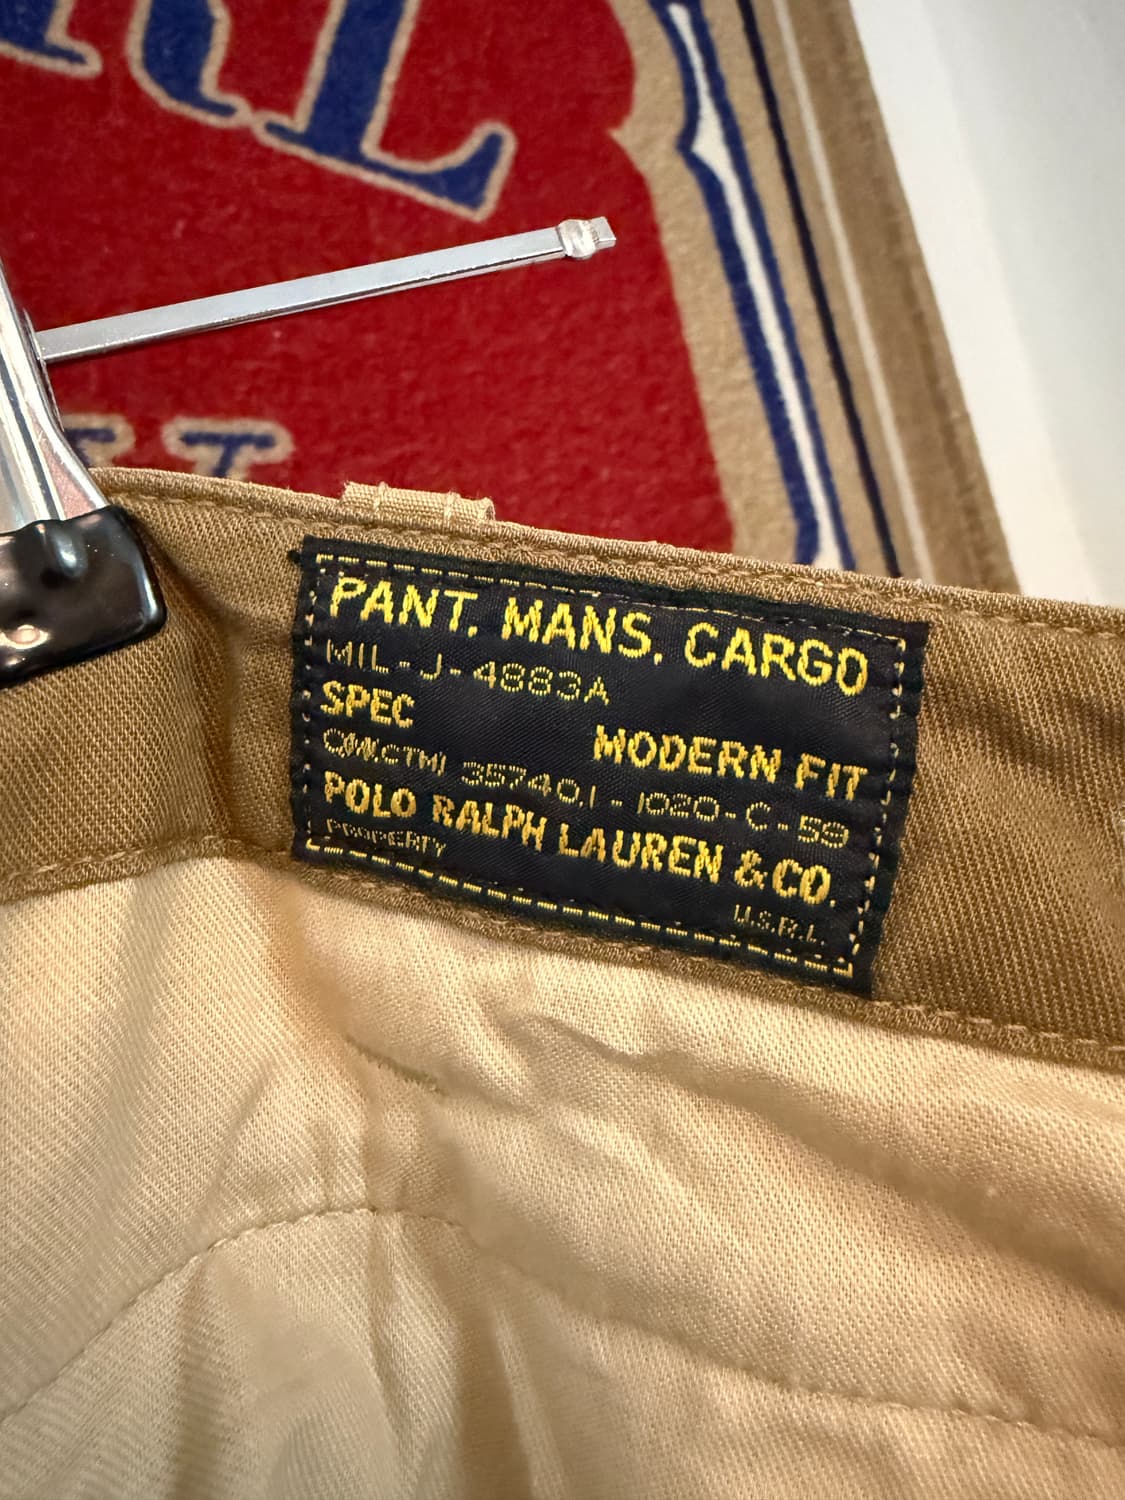 PANT. MANS. CARGO
MIL-J-4883A
SPEC
MODERN FIT
35740.1-1020-C-59
POLO RALPH LAUREN & CO.
PROPERTY
U.S.R.L.